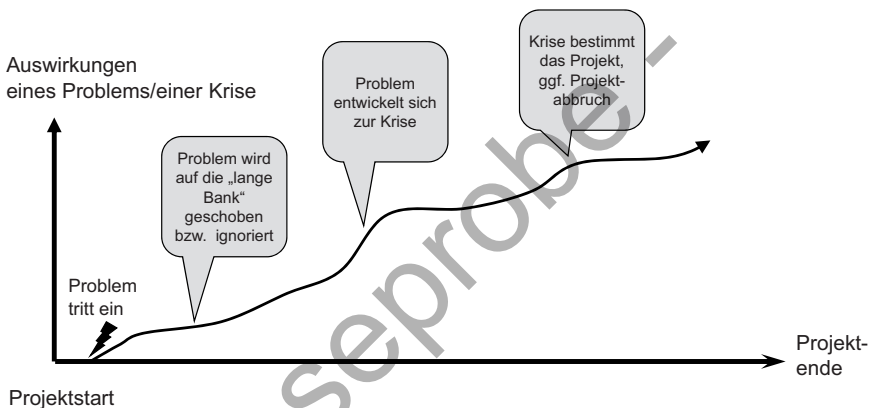 Auswirkungen
eines Problems/einer Krise
Problem
tritt ein
Problem wird
auf die „lange
Bank“
geschoben
bzw. ignoriert
Problem
entwickelt sich
zur Krise
Krise bestimmt
das Projekt,
ggf. Projekt-
abbruch
Projekt-
ende
Projektstart
seprobe -